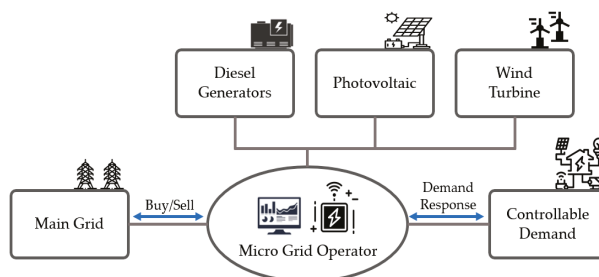 Diesel
Generators
Photovoltaic
Wind
Turbine
Main Grid
Buy/Sell
Micro Grid Operator
Demand
Response
Controllable
Demand